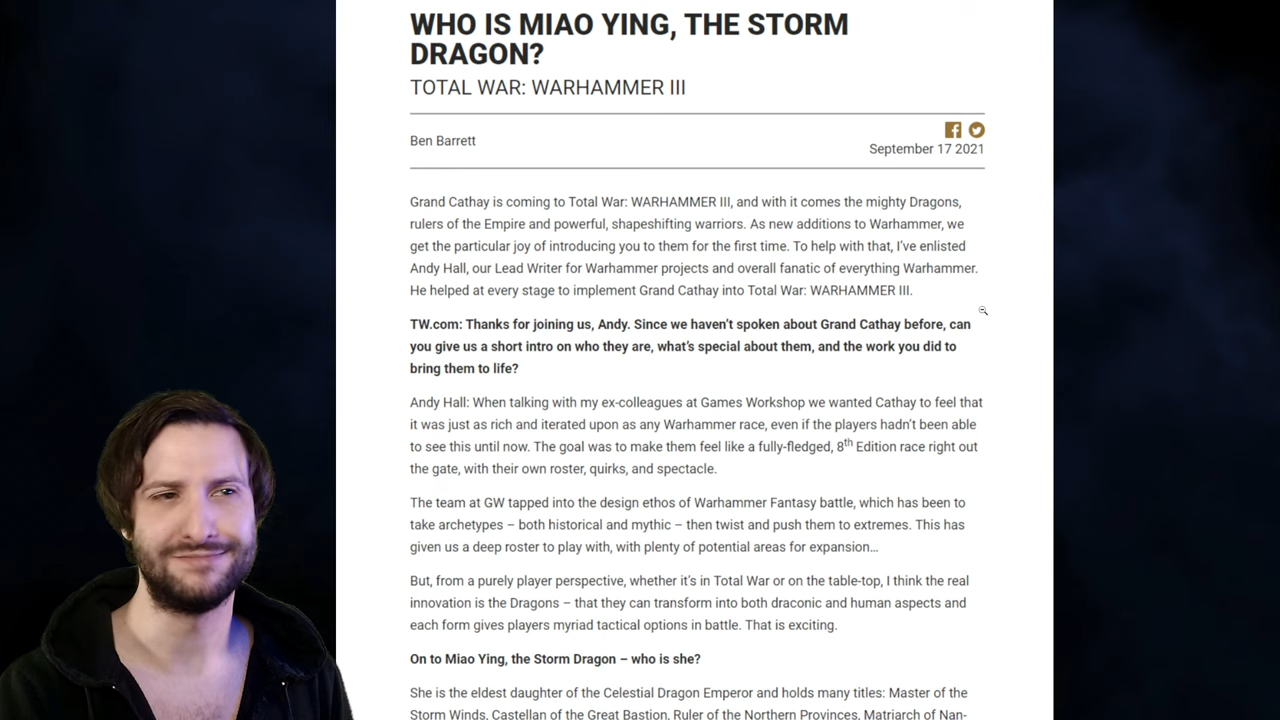 WHO IS MIAO YING, THE STORM
DRAGON?
TOTAL WAR: WARHAMMER III
Ben Barrett
September 17 2021
Grand Cathay is coming to Total War: WARHAMMER III, and with it comes the mighty Dragons,
rulers of the Empire and powerful, shapeshifting warriors. As new additions to Warhammer, we
get the particular joy of introducing you to them for the first time. To help with that, I’ve enlisted
Andy Hall, our Lead Writer for Warhammer projects and overall fanatic of everything Warhammer.
He helped at every stage to implement Grand Cathay into Total War: WARHAMMER III.
TW.com: Thanks for joining us, Andy. Since we haven’t spoken about Grand Cathay before, can
you give us a short intro on who they are, what’s special about them, and the work you did to
bring them to life?
Andy Hall: When talking with my ex-colleagues at Games Workshop we wanted Cathay to feel that
it was just as rich and iterated upon as any Warhammer race, even if the players hadn’t been able
to see this until now. The goal was to make them feel like a fully-fledged, 8th Edition race right out
the gate, with their own roster, quirks, and spectacle.
The team at GW tapped into the design ethos of Warhammer Fantasy battle, which has been to
take archetypes – both historical and mythic – then twist and push them to extremes. This has
given us a deep roster to play with, with plenty of potential areas for expansion…
But, from a purely player perspective, whether it’s in Total War or on the table-top, I think the real
innovation is the Dragons – that they can transform into both draconic and human aspects and
each form gives players myriad tactical options in battle. That is exciting.
On to Miao Ying, the Storm Dragon – who is she?
She is the eldest daughter of the Celestial Dragon Emperor and holds many titles: Master of the
Storm Winds, Castellan of the Great Bastion, Ruler of the Northern Provinces, Matriarch of Nan-